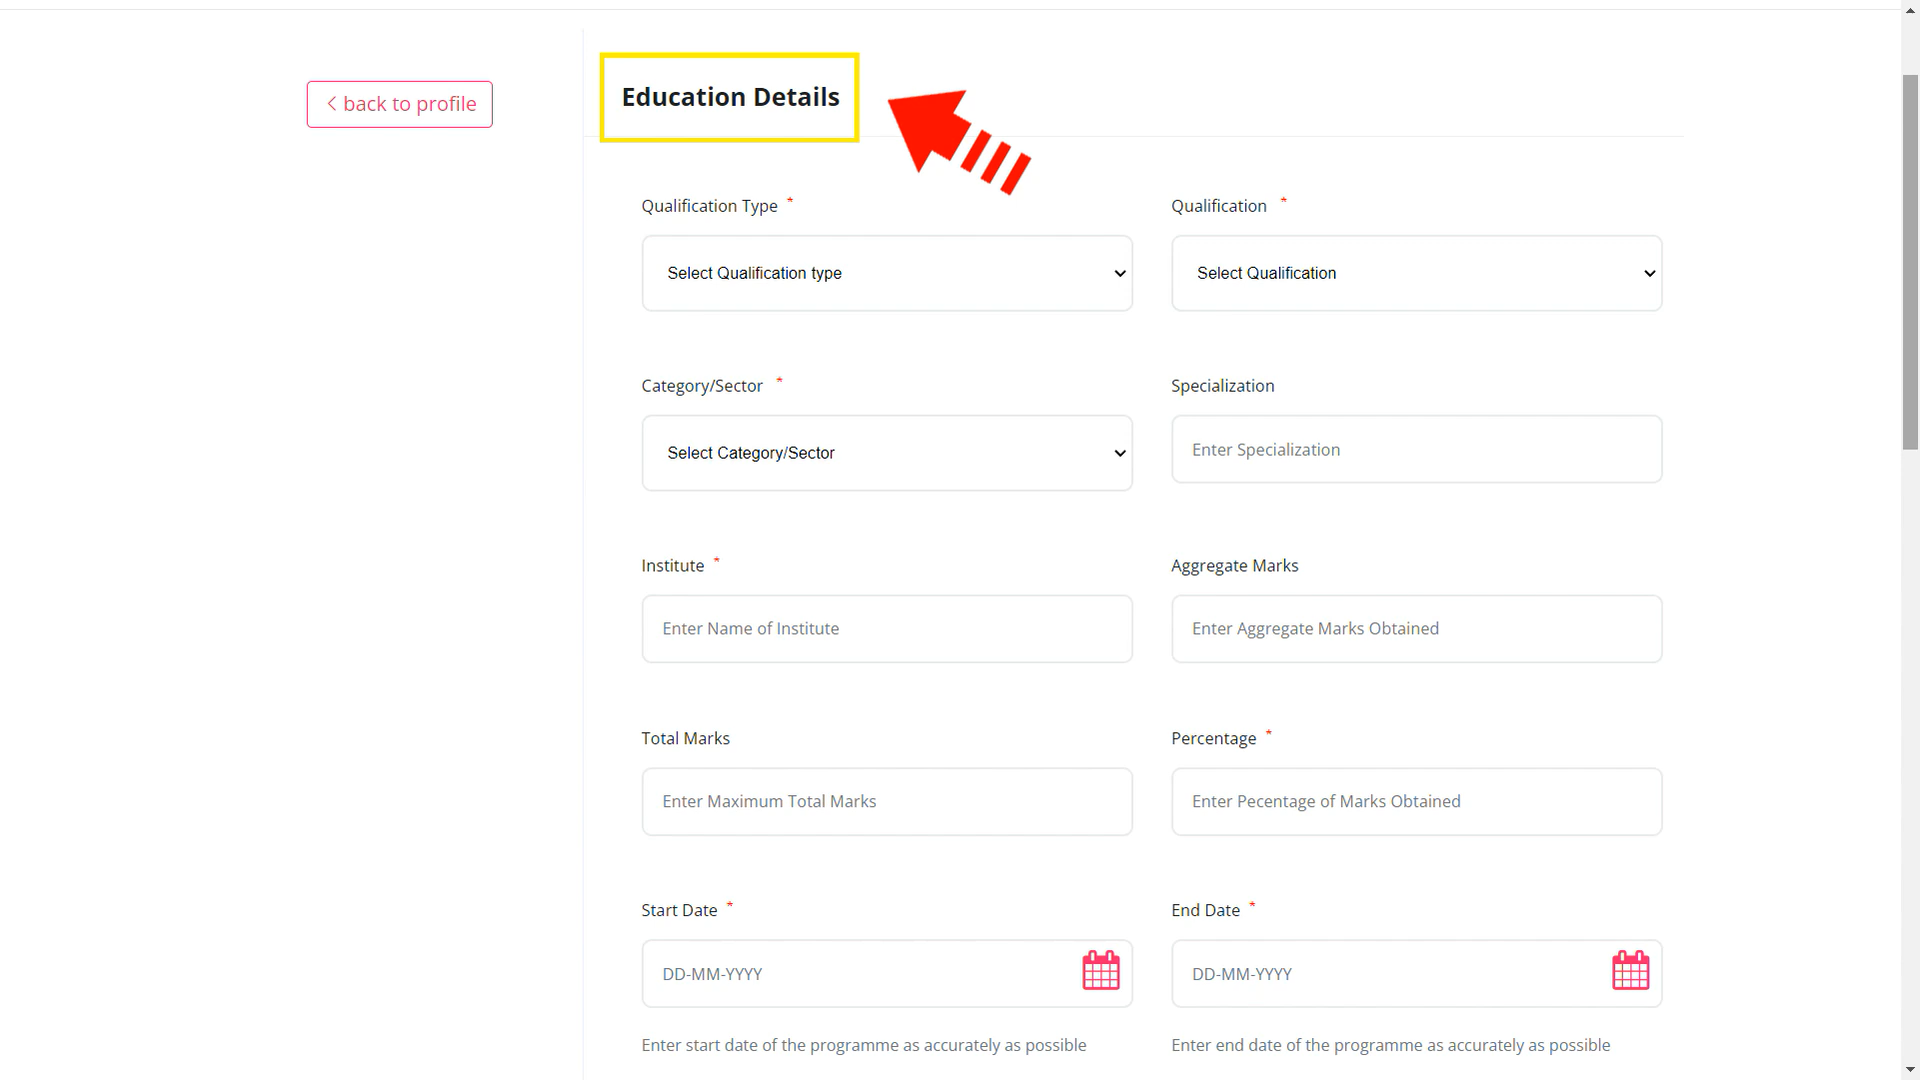 back to profile
Education Details
Qualification Type *
Qualification *
Select Qualification type
Select Qualification
Category/Sector *
Specialization
Select Category/Sector
Enter Specialization
Institute *
Aggregate Marks
Enter Name of Institute
Enter Aggregate Marks Obtained
Total Marks
Percentage *
Enter Maximum Total Marks
Enter Pecentage of Marks Obtained
Start Date *
End Date *
DD-MM-YYYY
DD-MM-YYYY
Enter start date of the programme as accurately as possible
Enter end date of the programme as accurately as possible